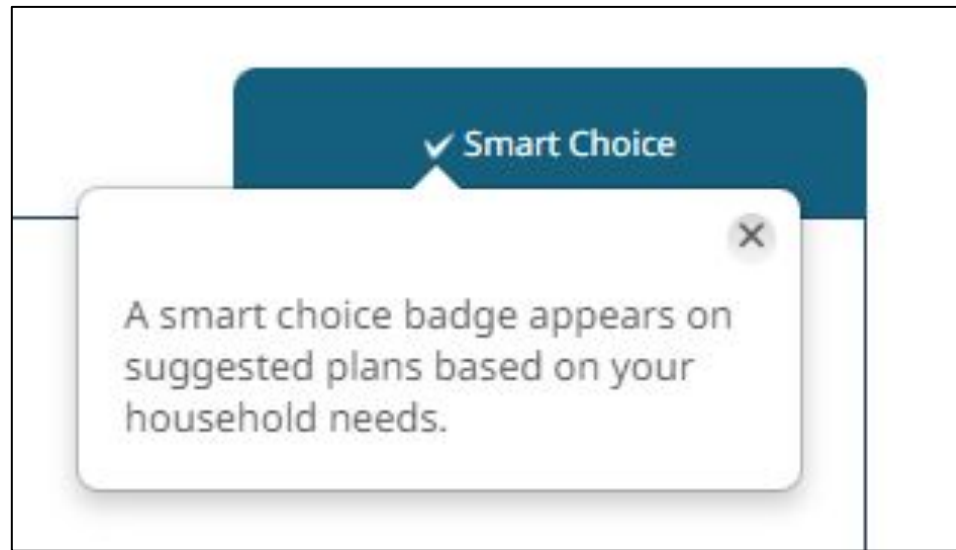 ✓ Smart Choice
A smart choice badge appears on
suggested plans based on your
household needs.